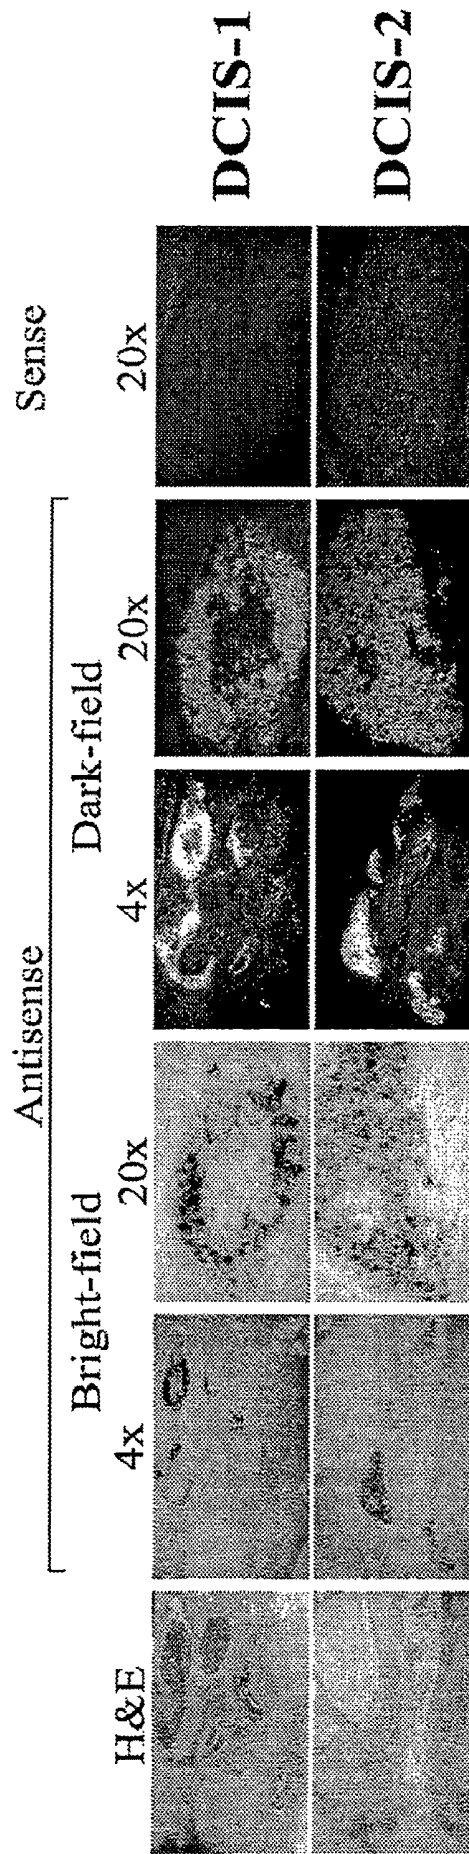 Antisense
Sense
Bright-field
Dark-field
H&E
4x
20x
4x
20x
20x
DCIS-1
DCIS-2